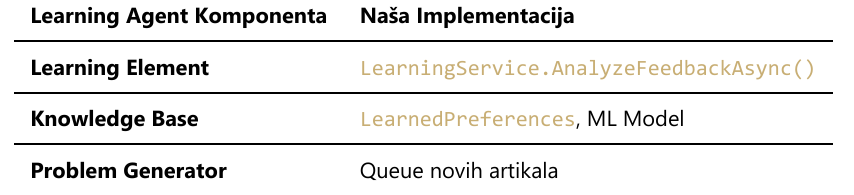 Learning Agent Komponenta Naša Implementacija
Learning Element LearningService.AnalyzeFeedbackAsync()
Knowledge Base LearnedPreferences, ML Model
Problem Generator Queue novih artikala